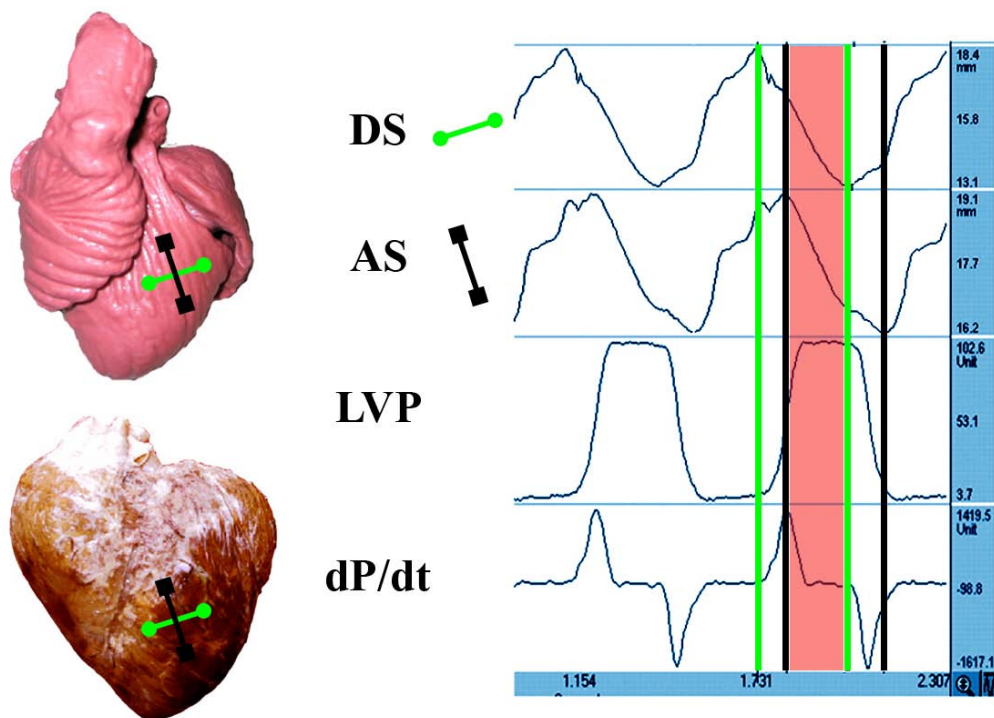 DS
18.4
mm
15.8
13.1
AS
19.1
mm
17.7
16.2
LVP
102.6
Unit
53.1
3.7
dP/dt
1419.5
Unit
-98.8
-1617.1
1.154
1.731
2.307